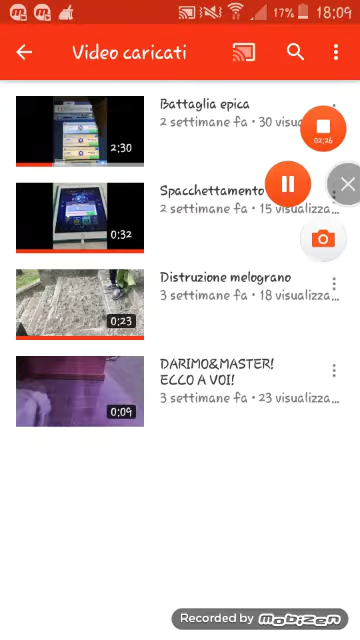 17% 18:09
Video caricati
2:30
Battaglia epica
2 settimane fa • 30 visua
02:26
0:32
Spacchettamento
2 settimane fa • 15 visualizza...
0:23
Distruzione melograno
3 settimane fa • 18 visualizza...
0:09
DARIMO&MASTER!
ECCO A VOI!
3 settimane fa • 23 visualizza...
Recorded by MOBIZEN